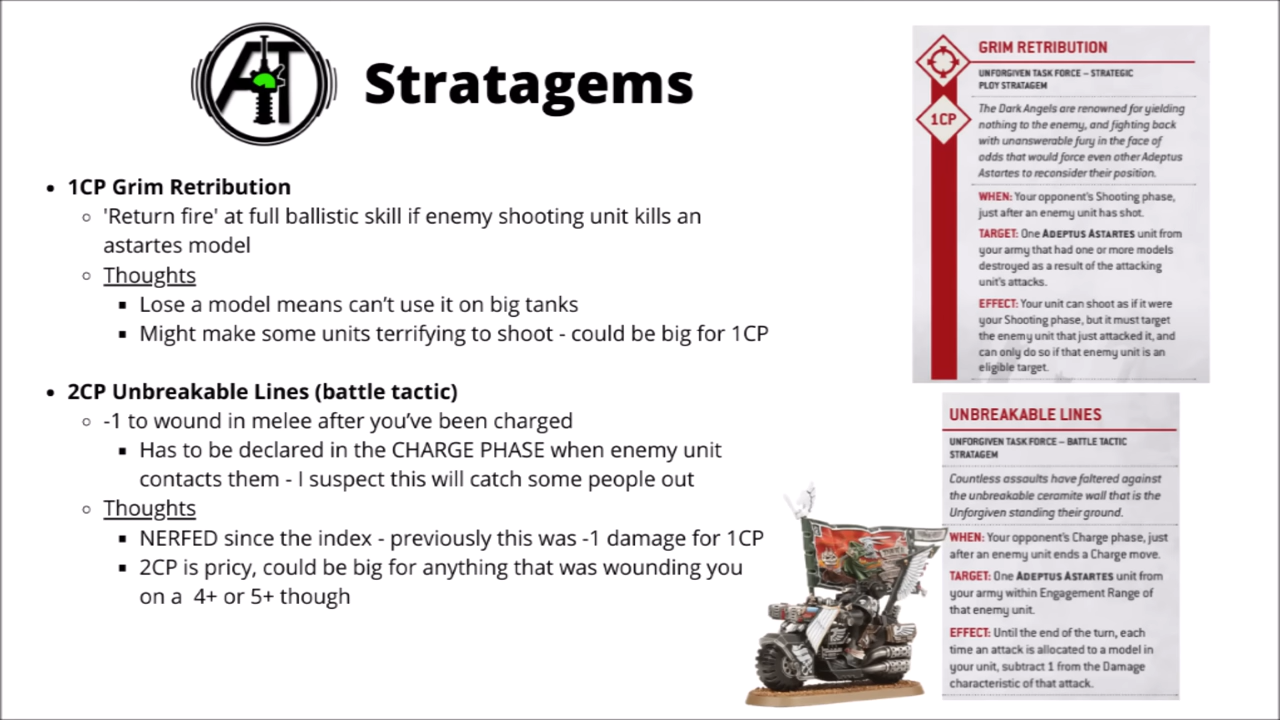 AT
Stratagems
• 1CP Grim Retribution
◦ 'Return fire' at full ballistic skill if enemy shooting unit kills an
astartes model
◦ Thoughts
▪ Lose a model means can't use it on big tanks
▪ Might make some units terrifying to shoot - could be big for 1CP
• 2CP Unbreakable Lines (battle tactic)
◦ -1 to wound in melee after you've been charged
▪ Has to be declared in the CHARGE PHASE when enemy unit
contacts them - I suspect this will catch some people out
◦ Thoughts
▪ NERFED since the index - previously this was -1 damage for 1CP
▪ 2CP is pricy, could be big for anything that was wounding you
on a 4+ or 5+ though
GRIM RETRIBUTION
UNFORGIVEN TASK FORCE – STRATEGIC
PLOY STRATAGEM
1CP
The Dark Angels are renowned for yielding
nothing to the enemy, and fighting back
with unanswerable fury in the face of
odds that would force even other Adeptus
Astartes to reconsider their position.
WHEN: Your opponent's Shooting phase,
just after an enemy unit has shot.
TARGET: One ADEPTUS ASTARTES unit from
your army that had one or more models
destroyed as a result of the attacking
unit's attacks.
EFFECT: Your unit can shoot as if it were
your Shooting phase, but it must target
the enemy unit that just attacked it, and
can only do so if that enemy unit is an
eligible target.
UNBREAKABLE LINES
UNFORGIVEN TASK FORCE – BATTLE TACTIC
STRATAGEM
Countless assaults have faltered against
the unbreakable ceramite wall that is the
Unforgiven standing their ground.
WHEN: Your opponent's Charge phase, just
after an enemy unit ends a Charge move.
TARGET: One ADEPTUS ASTARTES unit from
your army within Engagement Range of
that enemy unit.
EFFECT: Until the end of the turn, each
time an attack is allocated to a model in
your unit, subtract 1 from the Damage
characteristic of that attack.